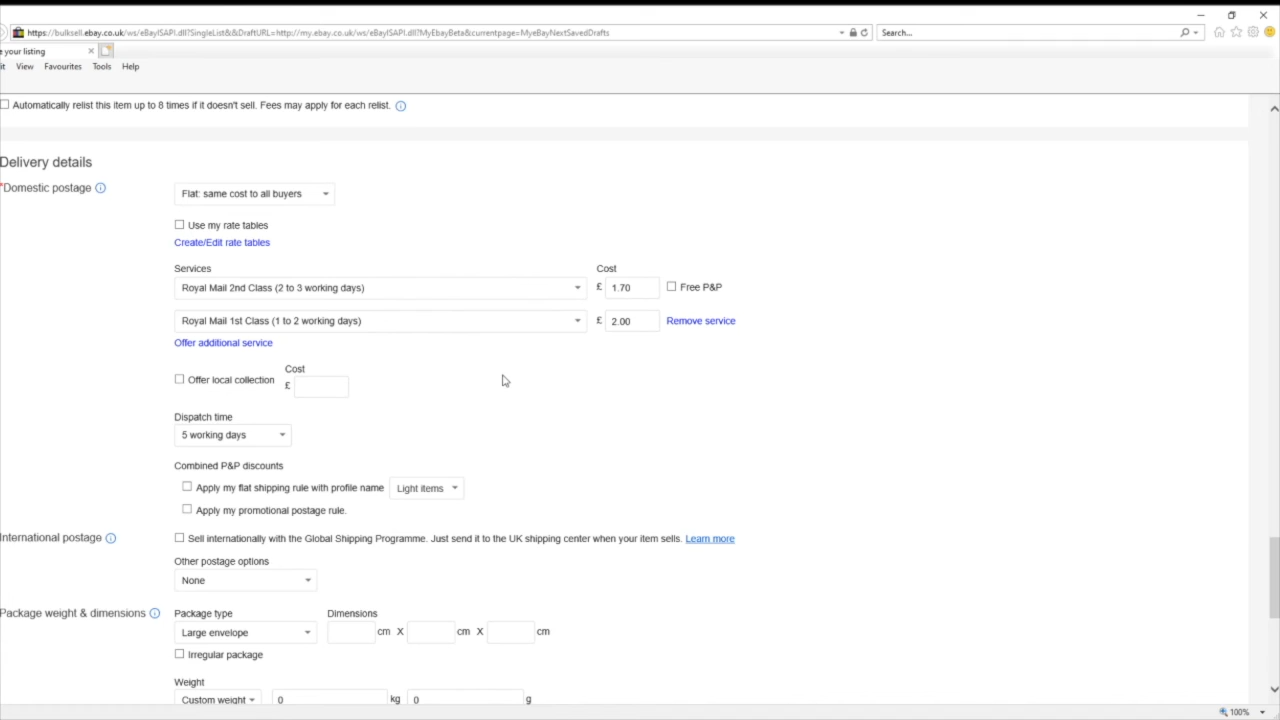 https://bulksell.ebay.co.uk/ws/eBayISAPI.dll?SingleList&&DraftURL=http://my.ebay.co.uk/ws/eBayISAPI.dll?MyEbayBeta&currentpage=MyeBayNextSavedDrafts
Search...
e your listing
it View Favourites Tools Help
Automatically relist this item up to 8 times if it doesn't sell. Fees may apply for each relist.
Delivery details
*Domestic postage
Flat: same cost to all buyers
Use my rate tables
Create/Edit rate tables
Services Cost
Royal Mail 2nd Class (2 to 3 working days) £ 1.70 Free P&P
Royal Mail 1st Class (1 to 2 working days) £ 2.00 Remove service
Offer additional service
Cost
Offer local collection £
Dispatch time
5 working days
Combined P&P discounts
Apply my flat shipping rule with profile name Light items
Apply my promotional postage rule.
International postage
Sell internationally with the Global Shipping Programme. Just send it to the UK shipping center when your item sells. Learn more
Other postage options
None
Package weight & dimensions
Package type Dimensions
Large envelope cm X cm X cm
Irregular package
Weight
Custom weight 0 kg 0 g
100%